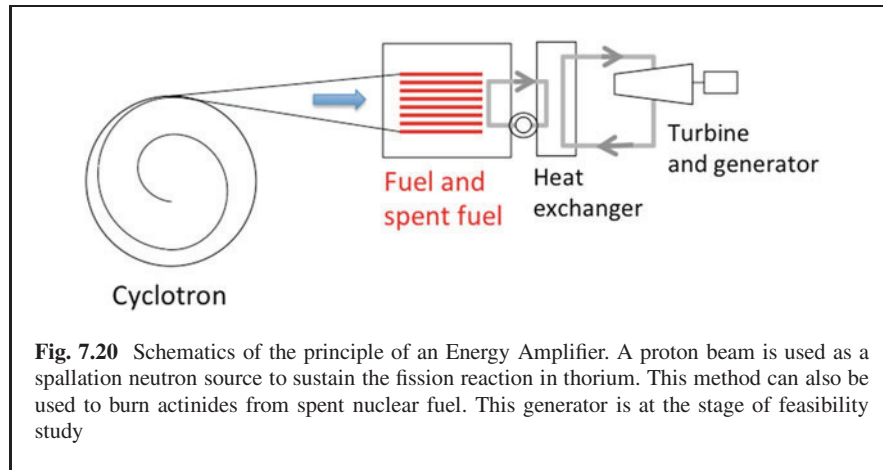 Fuel and
spent fuel
Heat
exchanger
Turbine
and generator
Cyclotron
Fig. 7.20 Schematics of the principle of an Energy Amplifier. A proton beam is used as a
spallation neutron source to sustain the fission reaction in thorium. This method can also be
used to burn actinides from spent nuclear fuel. This generator is at the stage of feasibility
study